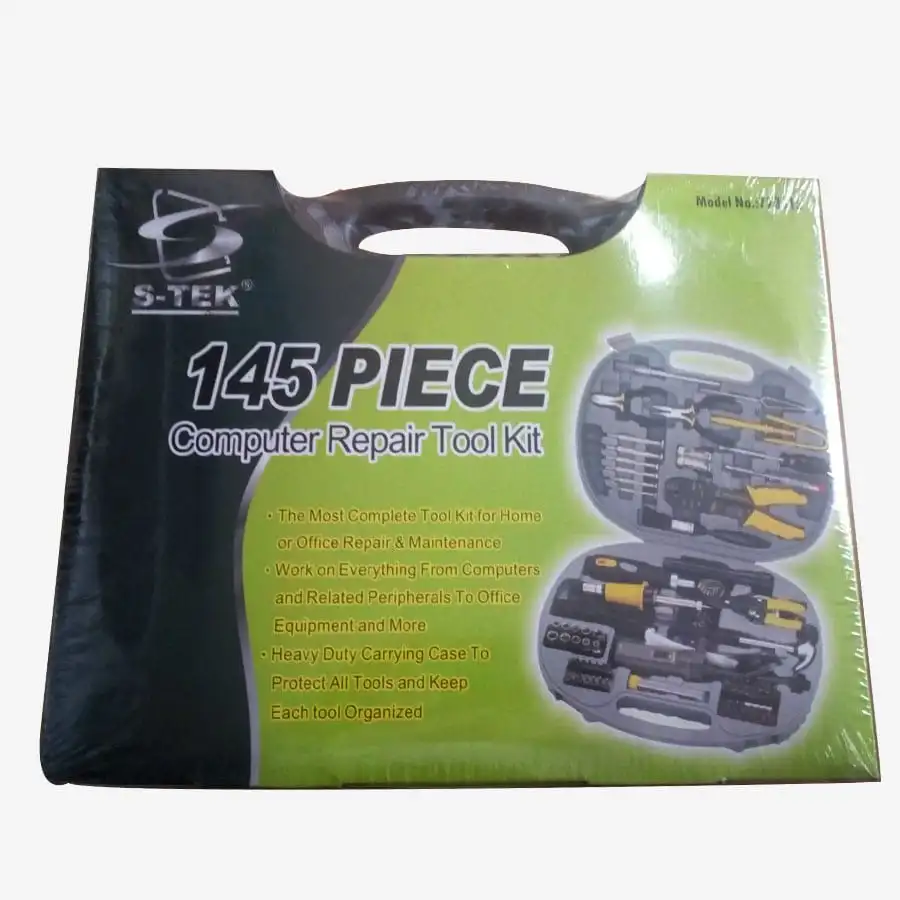 Model No.:
S-TEK®
145 PIECE
Computer Repair Tool Kit
• The Most Complete Tool Kit for Home
or Office Repair & Maintenance
• Work on Everything From Computers
and Related Peripherals To Office
Equipment and More
• Heavy Duty Carrying Case To
Protect All Tools and Keep
Each tool Organized